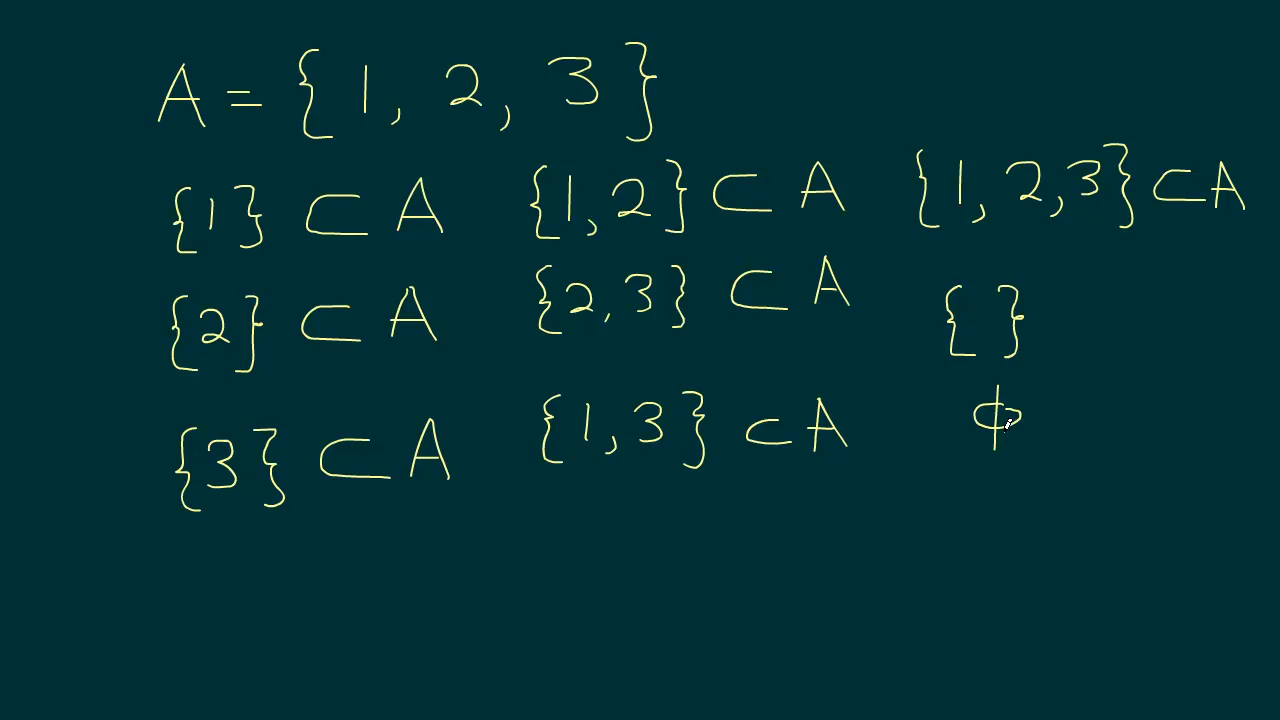 A = { 1, 2, 3 }
{1} ⊂ A
{2} ⊂ A
{3} ⊂ A
{1,2} ⊂ A
{2,3} ⊂ A
{1,3} ⊂ A
{1,2,3} ⊂ A
{ }
ϕ